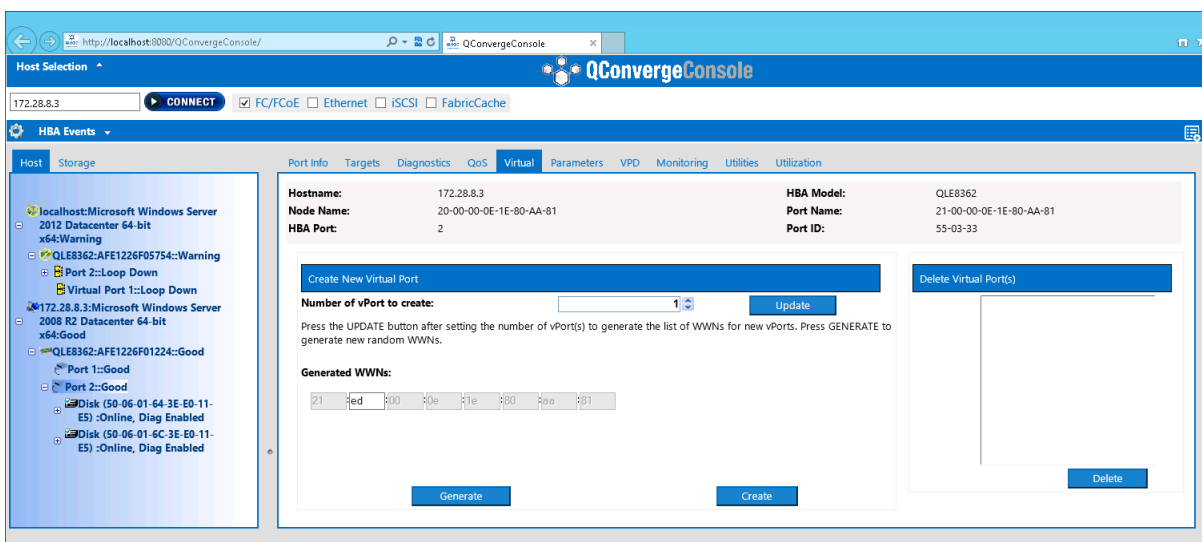 http://localhost:8080/QConvergeConsole/
QConvergeConsole
Host Selection
QConvergeConsole
172.28.8.3
CONNECT
FC/FCoE
Ethernet
iSCSI
FabricCache
HBA Events
Host
Storage
localhost:Microsoft Windows Server
2012 Datacenter 64-bit
x64:Warning
QLE8362:AFE1226F05754::Warning
Port 2::Loop Down
Virtual Port 1::Loop Down
172.28.8.3:Microsoft Windows Server
2008 R2 Datacenter 64-bit
x64:Good
QLE8362:AFE1226F01224::Good
Port 1::Good
Port 2::Good
Disk (50-06-01-64-3E-E0-11-
E5) :Online, Diag Enabled
Disk (50-06-01-6C-3E-E0-11-
E5) :Online, Diag Enabled
Port Info
Targets
Diagnostics
QoS
Virtual
Parameters
VPD
Monitoring
Utilities
Utilization
Hostname: 172.28.8.3 HBA Model: QLE8362
Node Name: 20-00-00-0E-1E-80-AA-81 Port Name: 21-00-00-0E-1E-80-AA-81
HBA Port: 2 Port ID: 55-03-33
Create New Virtual Port
Number of vPort to create: 1 Update
Press the UPDATE button after setting the number of vPort(s) to generate the list of WWNs for new vPorts. Press GENERATE to
generate new random WWNs.
Generated WWNs:
21 :ed :00 :0e :1e :80 :aa :81
Generate
Create
Delete Virtual Port(s)
Delete